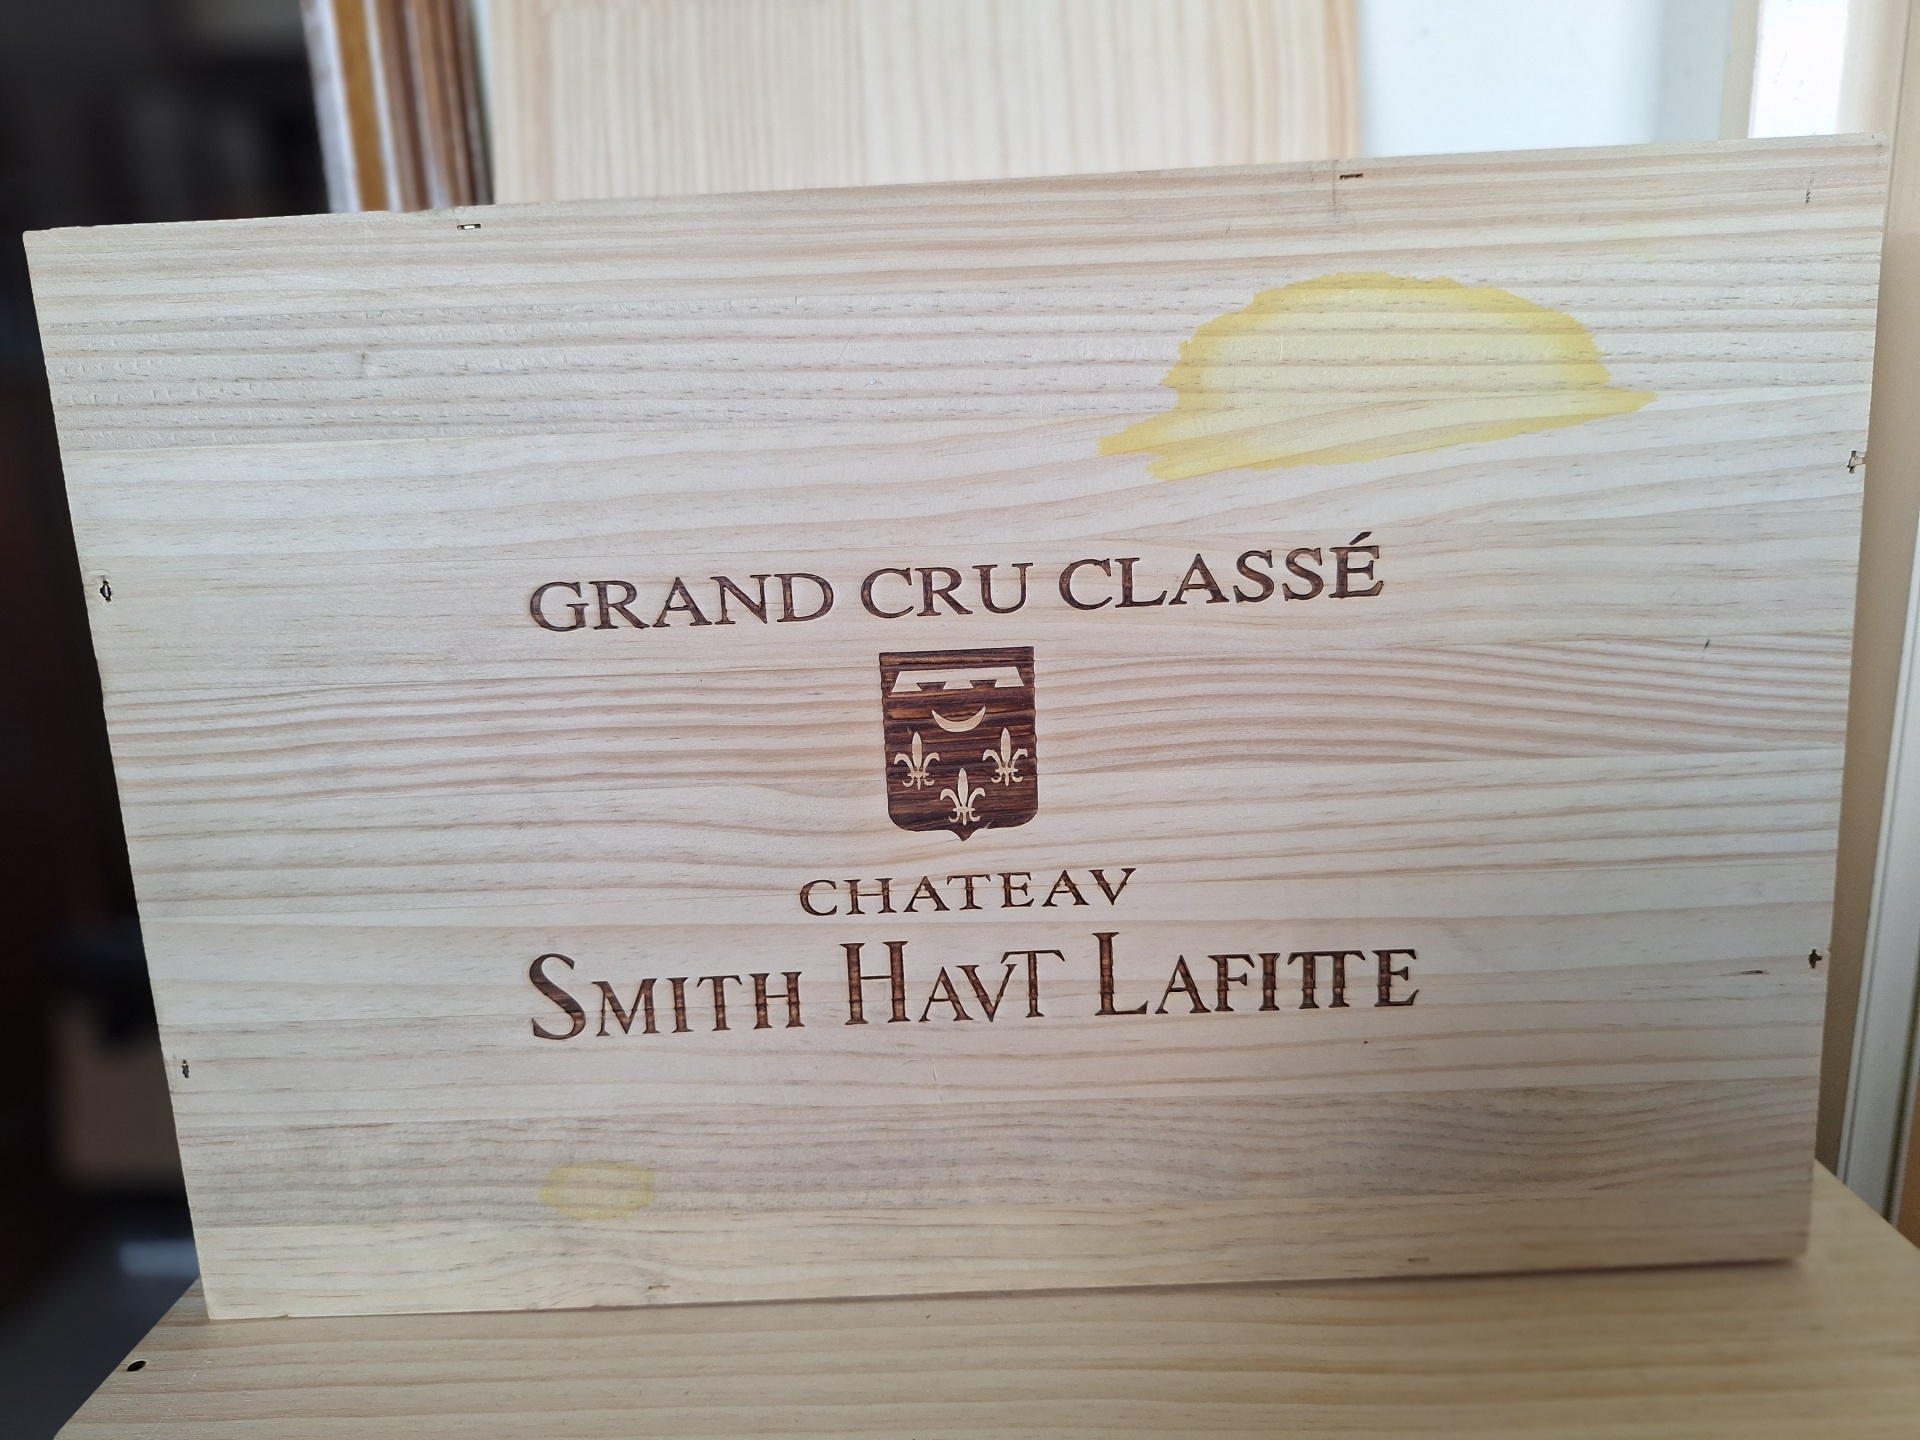 GRAND CRU CLASSÉ
CHATEAV
SMITH HAVT LAFITTE